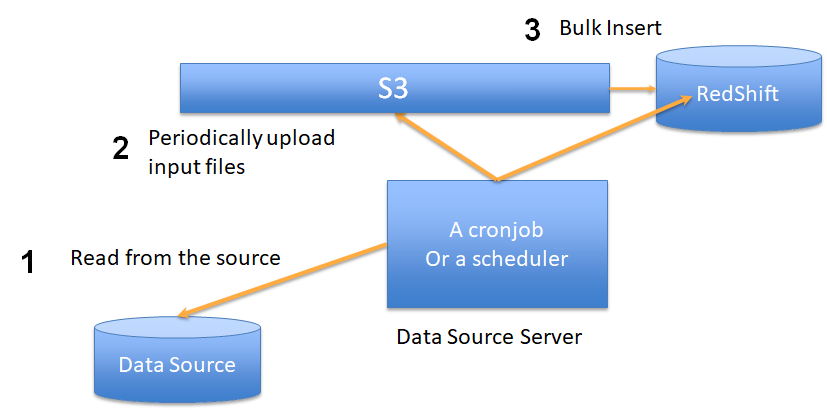 3 Bulk Insert
S3
RedShift
2 Periodically upload
input files
A cronjob
Or a scheduler
1 Read from the source
Data Source Server
Data Source